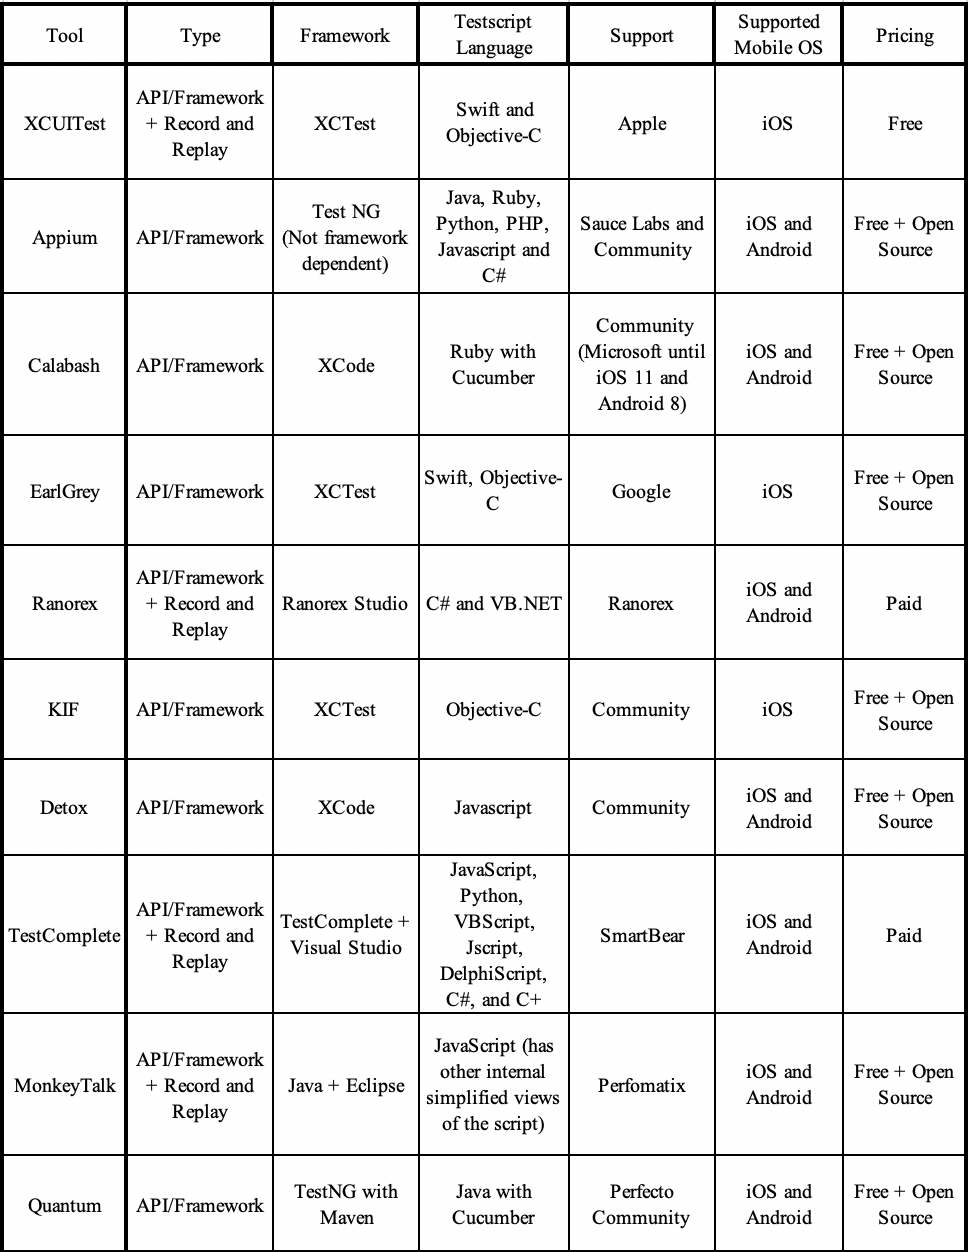 Tool
Type
Framework
Testscript
Language
Support
Supported
Mobile OS
Pricing
XCUITest
API/Framework
+ Record and
Replay
XCTest
Swift and
Objective-C
Apple
iOS
Free
Appium
API/Framework
Test NG
(Not framework
dependent)
Java, Ruby,
Python, PHP,
Javascript and
C#
Sauce Labs and
Community
iOS and
Android
Free + Open
Source
Calabash
API/Framework
XCode
Ruby with
Cucumber
Community
(Microsoft until
iOS 11 and
Android 8)
iOS and
Android
Free + Open
Source
EarlGrey
API/Framework
XCTest
Swift, Objective-
C
Google
iOS
Free + Open
Source
Ranorex
API/Framework
+ Record and
Replay
Ranorex Studio
C# and VB.NET
Ranorex
iOS and
Android
Paid
KIF
API/Framework
XCTest
Objective-C
Community
iOS
Free + Open
Source
Detox
API/Framework
XCode
Javascript
Community
iOS and
Android
Free + Open
Source
TestComplete
API/Framework
+ Record and
Replay
TestComplete +
Visual Studio
JavaScript,
Python,
VBScript,
Jscript,
DelphiScript,
C#, and C+
SmartBear
iOS and
Android
Paid
MonkeyTalk
API/Framework
+ Record and
Replay
Java + Eclipse
JavaScript (has
other internal
simplified views
of the script)
Perfomatix
iOS and
Android
Free + Open
Source
Quantum
API/Framework
TestNG with
Maven
Java with
Cucumber
Perfecto
Community
iOS and
Android
Free + Open
Source